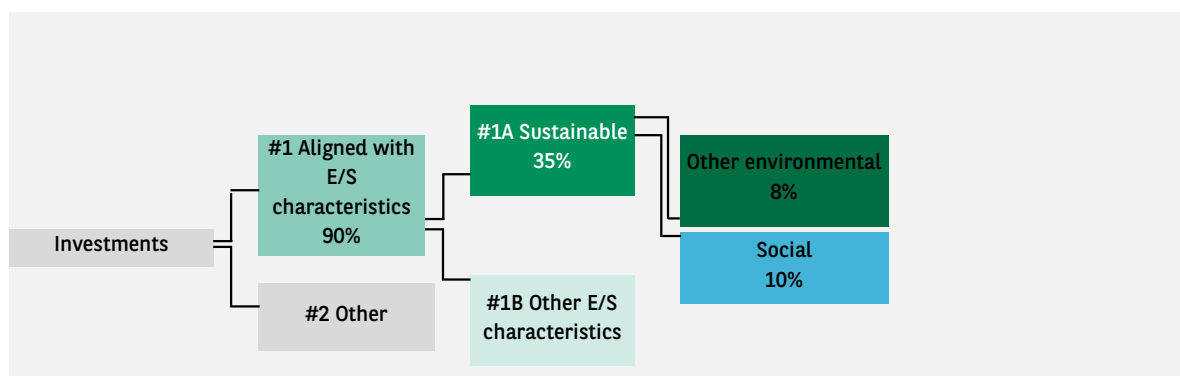 Investments
#1 Aligned with
E/S
characteristics
90%
#2 Other
#1A Sustainable
35%
#1B Other E/S
characteristics
Other environmental
8%
Social
10%